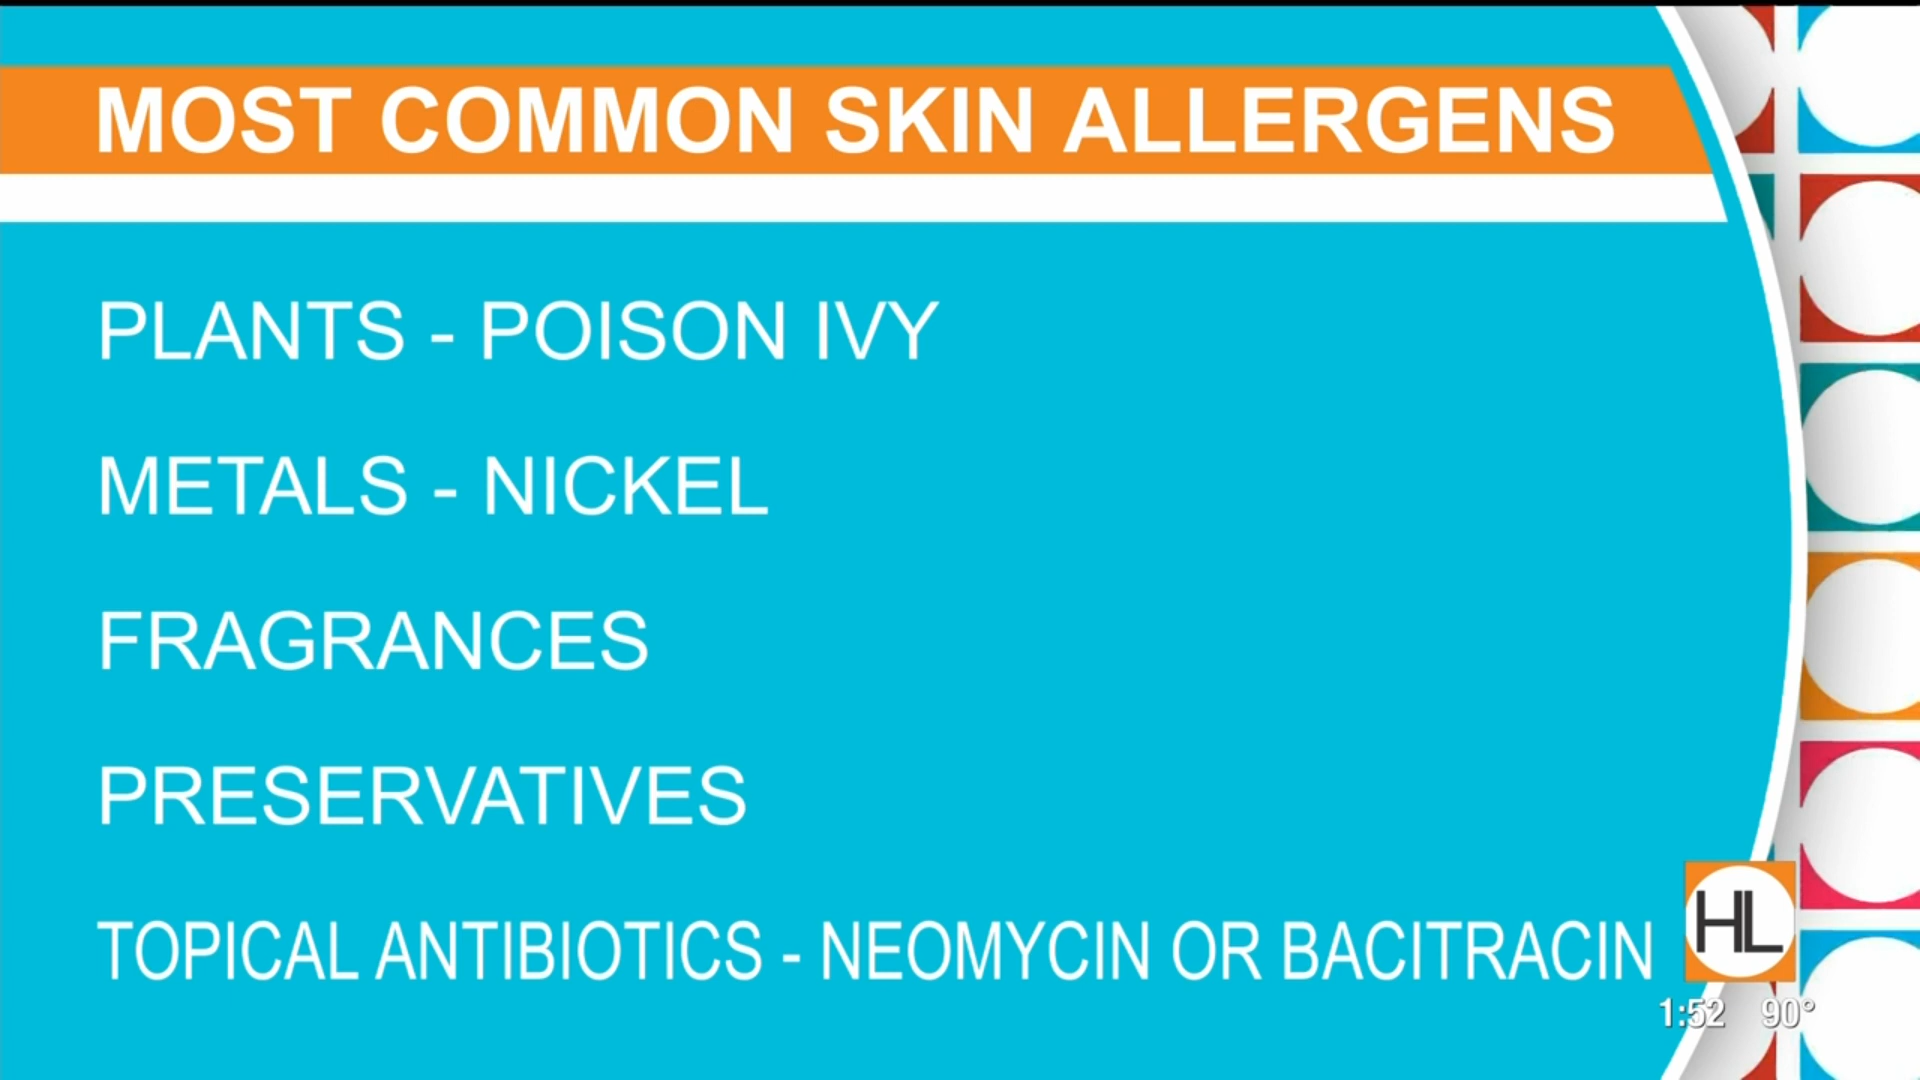 MOST COMMON SKIN ALLERGENS
PLANTS - POISON IVY
METALS - NICKEL
FRAGRANCES
PRESERVATIVES
TOPICAL ANTIBIOTICS - NEOMYCIN OR BACITRACIN
HL
1:52 90°